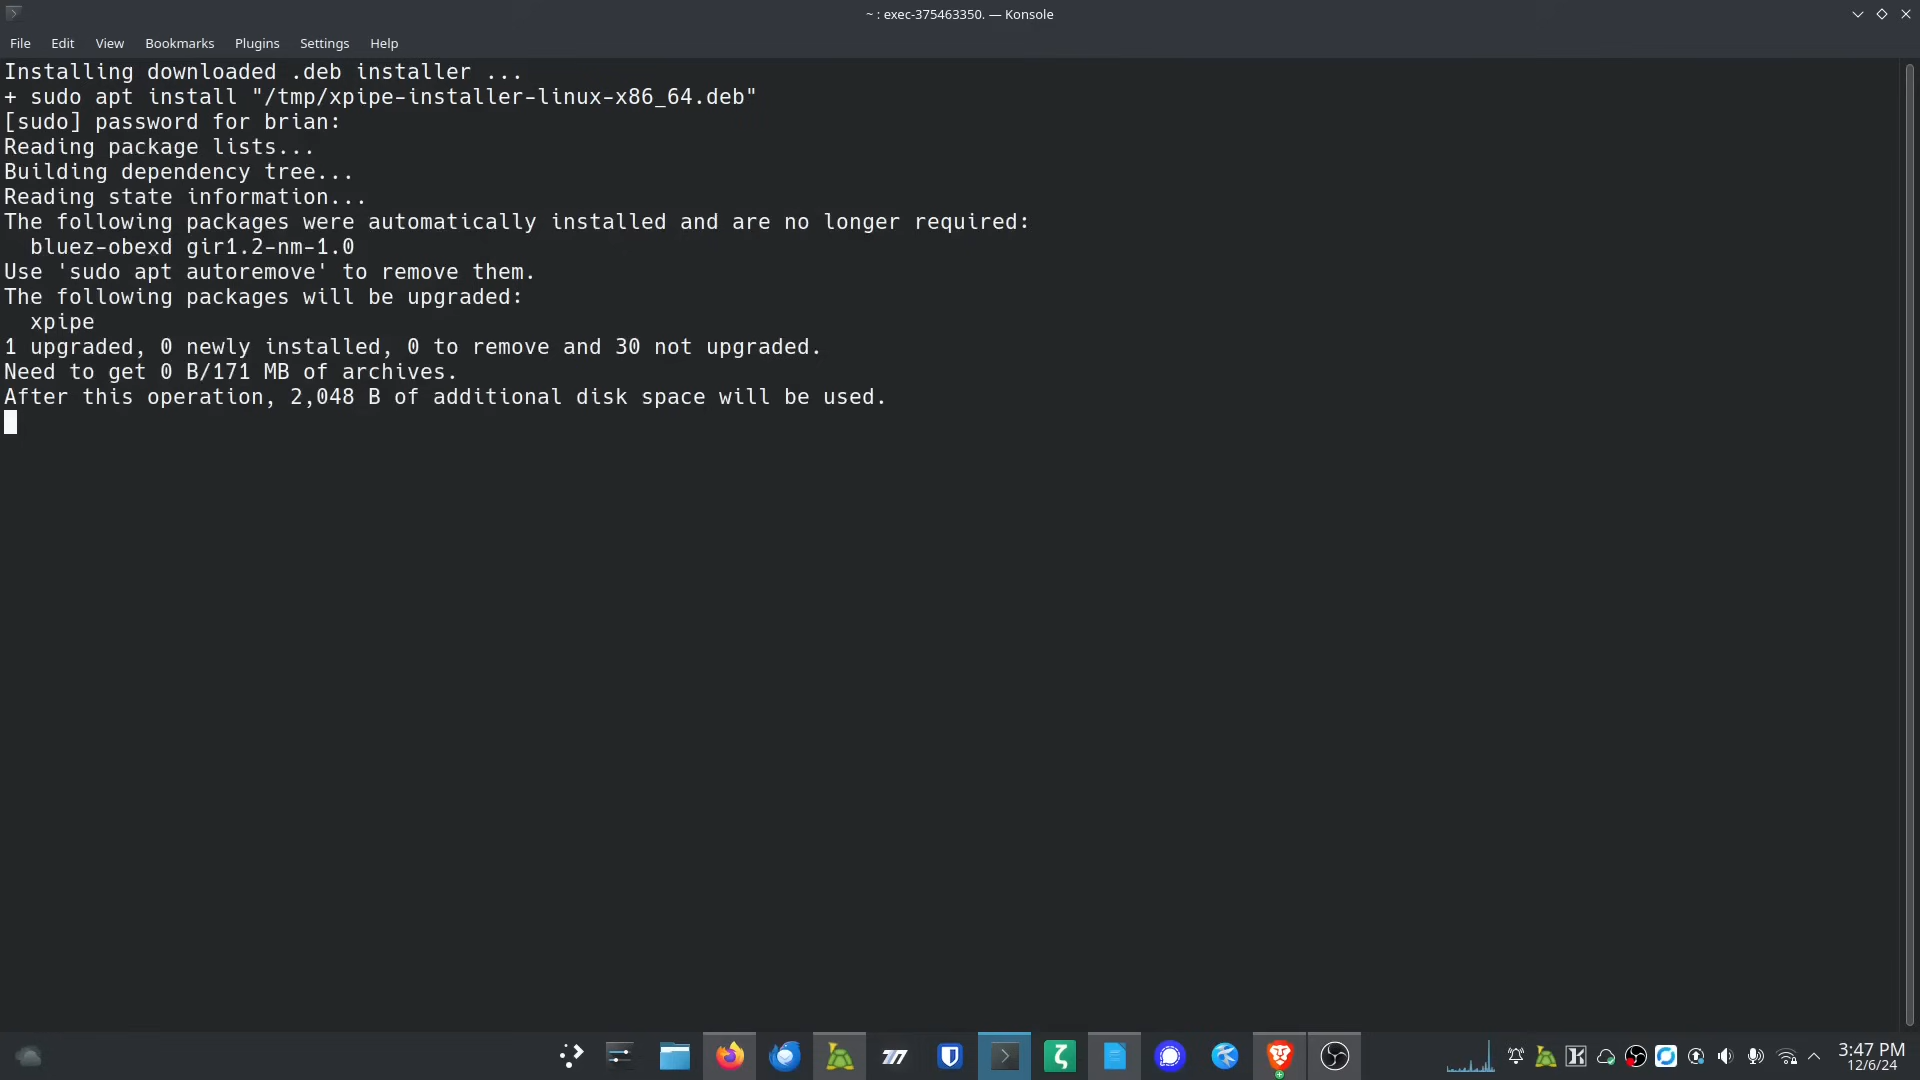 ~ : exec-375463350. — Konsole
File Edit View Bookmarks Plugins Settings Help
Installing downloaded .deb installer ...
+ sudo apt install "/tmp/xpipe-installer-linux-x86_64.deb"
[sudo] password for brian:
Reading package lists...
Building dependency tree...
Reading state information...
The following packages were automatically installed and are no longer required:
  bluez-obexd gir1.2-nm-1.0
Use 'sudo apt autoremove' to remove them.
The following packages will be upgraded:
  xpipe
1 upgraded, 0 newly installed, 0 to remove and 30 not upgraded.
Need to get 0 B/171 MB of archives.
After this operation, 2,048 B of additional disk space will be used.
3:47 PM
12/6/24